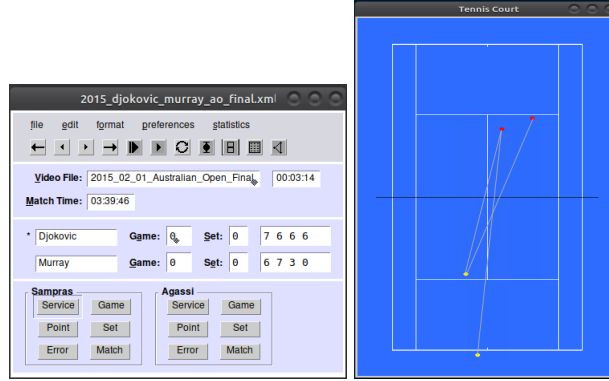 2015_djokovic_murray_ao_final.xml
file edit format preferences statistics
Video File: 2015_02_01_Australian_Open_Final 00:03:14
Match Time: 03:39:46
* Djokovic Game: 0 Set: 0 7 6 6 6
Murray Game: 0 Set: 0 6 7 3 0
Sampras Agassi
Service Game Service Game
Point Set Point Set
Error Match Error Match
Tennis Court